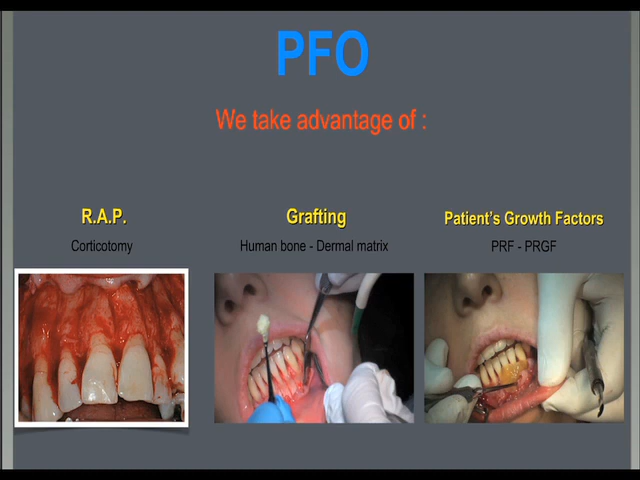 PFO
We take advantage of :
R.A.P.
Corticotomy
Grafting
Human bone - Dermal matrix
Patient's Growth Factors
PRF - PRGF